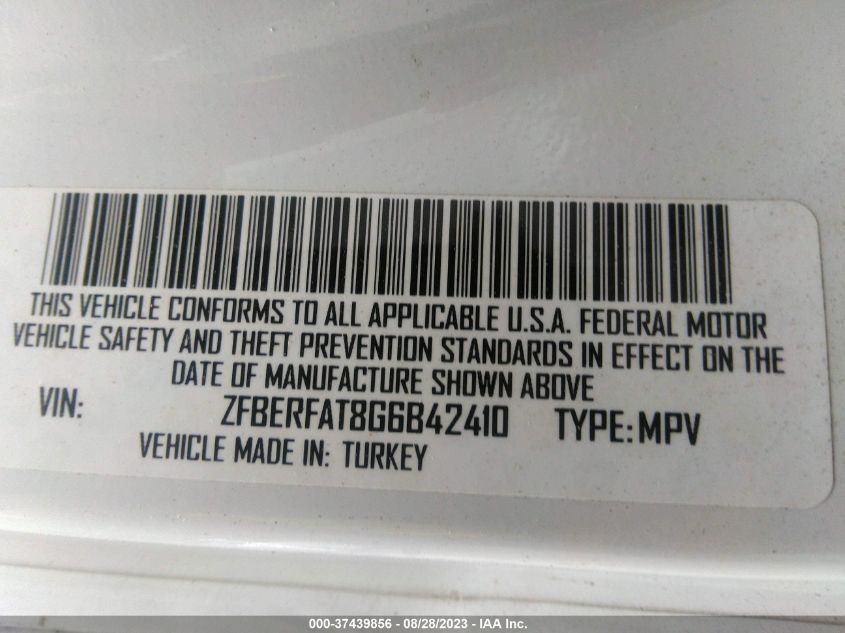 THIS VEHICLE CONFORMS TO ALL APPLICABLE U.S.A. FEDERAL MOTOR
VEHICLE SAFETY AND THEFT PREVENTION STANDARDS IN EFFECT ON THE
DATE OF MANUFACTURE SHOWN ABOVE
VIN: ZFBERFAT8G6B42410 TYPE: MPV
VEHICLE MADE IN: TURKEY
000-37439856 - 08/28/2023 - IAA Inc.